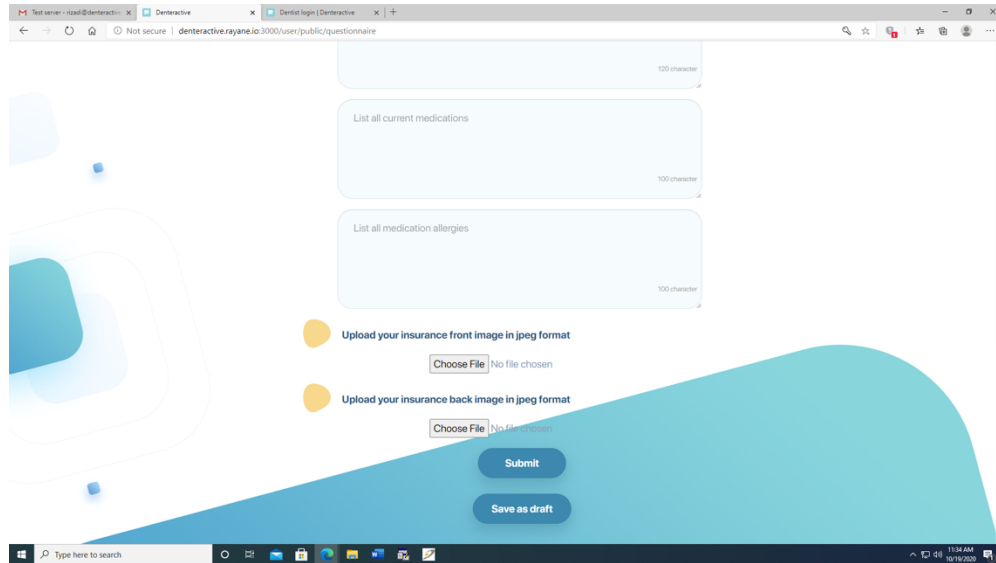 Test server - rizadi@denteractive
Denteractive
Dentist login | Denteractive
Not secure | denteractive.rayane.io:3000/user/public/questionnaire
120 character
List all current medications
100 character
List all medication allergies
100 character
Upload your insurance front image in jpeg format
Choose File No file chosen
Upload your insurance back image in jpeg format
Choose File No file chosen
Submit
Save as draft
Type here to search
11:34 AM
10/19/2020